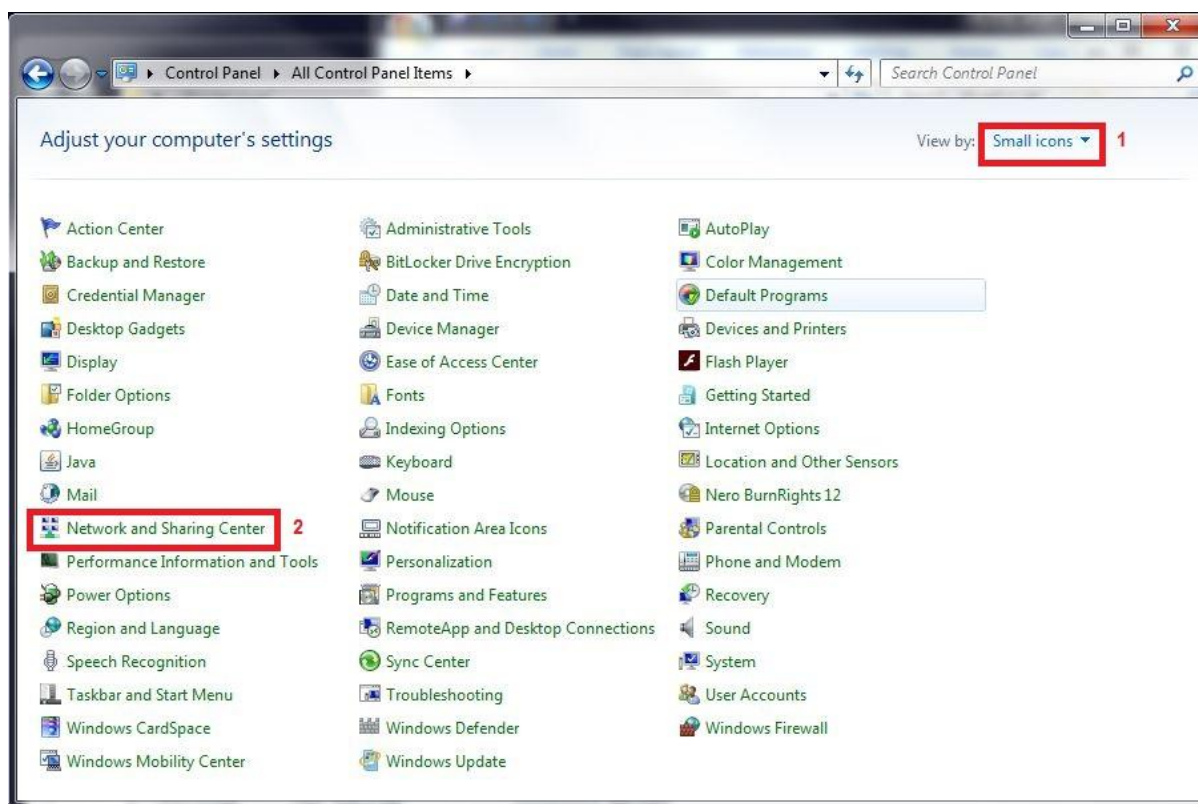 Control Panel All Control Panel Items
Search Control Panel
Adjust your computer's settings
View by: Small icons 1
Action Center
Administrative Tools
AutoPlay
Backup and Restore
BitLocker Drive Encryption
Color Management
Credential Manager
Date and Time
Default Programs
Desktop Gadgets
Device Manager
Devices and Printers
Display
Ease of Access Center
Flash Player
Folder Options
Fonts
Getting Started
HomeGroup
Indexing Options
Internet Options
Java
Keyboard
Location and Other Sensors
Mail
Mouse
Nero BurnRights 12
Network and Sharing Center 2
Notification Area Icons
Parental Controls
Performance Information and Tools
Personalization
Phone and Modem
Power Options
Programs and Features
Recovery
Region and Language
RemoteApp and Desktop Connections
Sound
Speech Recognition
Sync Center
System
Taskbar and Start Menu
Troubleshooting
User Accounts
Windows CardSpace
Windows Defender
Windows Firewall
Windows Mobility Center
Windows Update